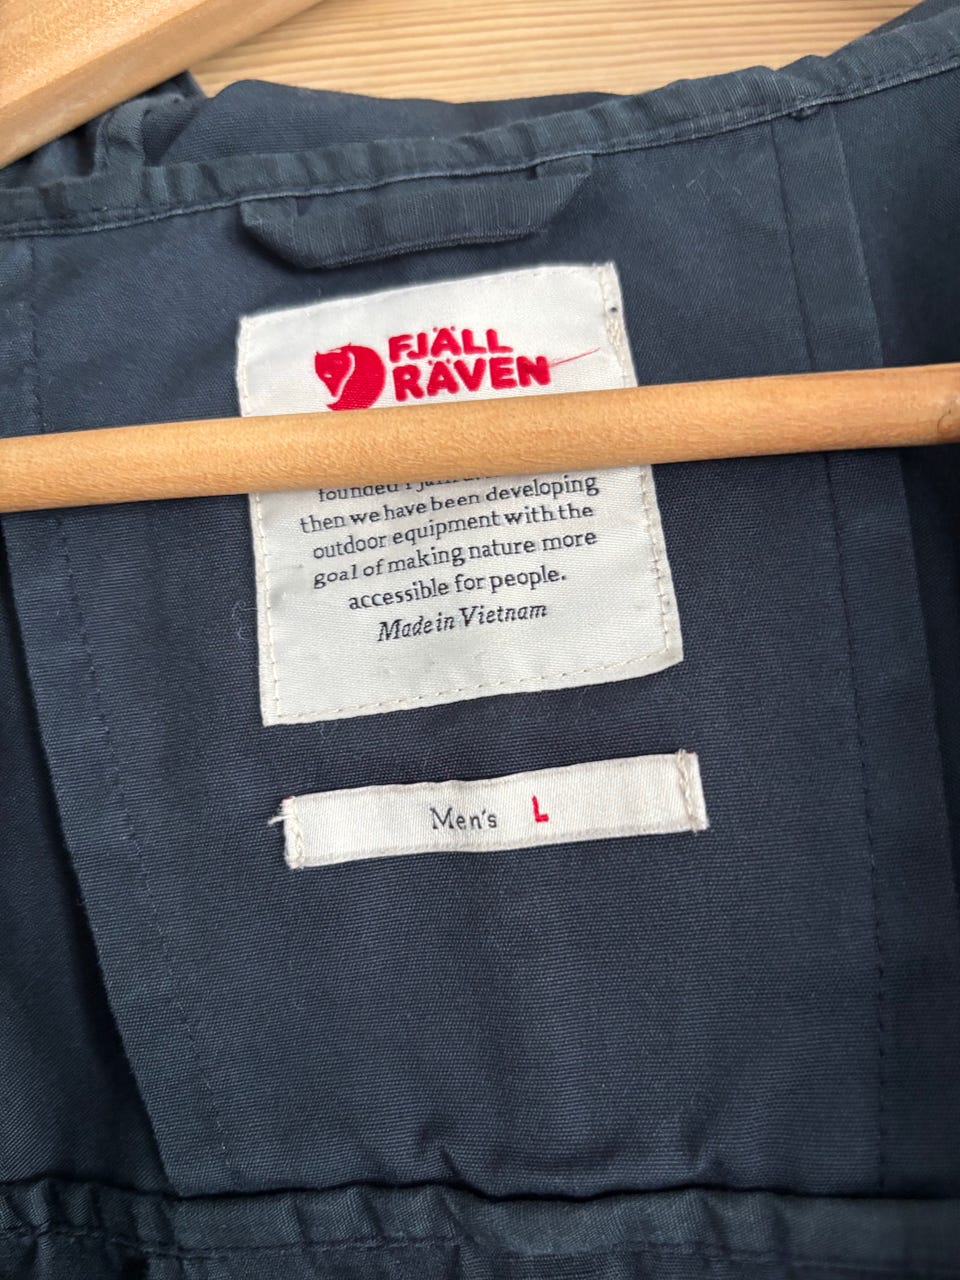 FJÄLL
RÄVEN
founded
then we have been developing
outdoor equipment with the
goal of making nature more
accessible for people.
Made in Vietnam
Men's L